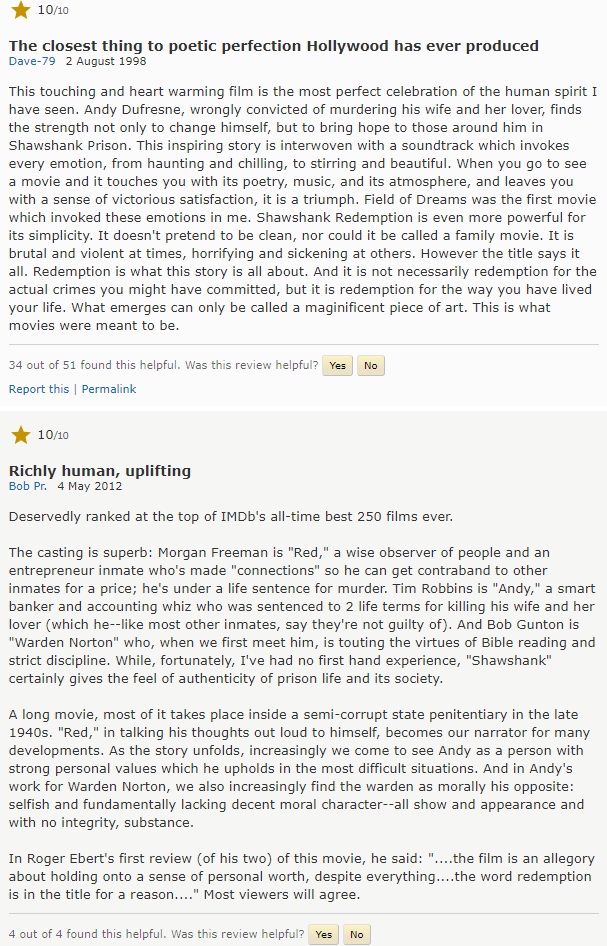 10/10
The closest thing to poetic perfection Hollywood has ever produced
Dave-79 2 August 1998
This touching and heart warming film is the most perfect celebration of the human spirit I
have seen. Andy Dufresne, wrongly convicted of murdering his wife and her lover, finds
the strength not only to change himself, but to bring hope to those around him in
Shawshank Prison. This inspiring story is interwoven with a soundtrack which invokes
every emotion, from haunting and chilling, to stirring and beautiful. When you go to see
a movie and it touches you with its poetry, music, and its atmosphere, and leaves you
with a sense of victorious satisfaction, it is a triumph. Field of Dreams was the first movie
which invoked these emotions in me. Shawshank Redemption is even more powerful for
its simplicity. It doesn't pretend to be clean, nor could it be called a family movie. It is
brutal and violent at times, horrifying and sickening at others. However the title says it
all. Redemption is what this story is all about. And it is not necessarily redemption for the
actual crimes you might have committed, but it is redemption for the way you have lived
your life. What emerges can only be called a maginificent piece of art. This is what
movies were meant to be.
34 out of 51 found this helpful. Was this review helpful? Yes No
Report this | Permalink
10/10
Richly human, uplifting
Bob Pr. 4 May 2012
Deservedly ranked at the top of IMDb's all-time best 250 films ever.
The casting is superb: Morgan Freeman is "Red," a wise observer of people and an
entrepreneur inmate who's made "connections" so he can get contraband to other
inmates for a price; he's under a life sentence for murder. Tim Robbins is "Andy," a smart
banker and accounting whiz who was sentenced to 2 life terms for killing his wife and her
lover (which he--like most other inmates, say they're not guilty of). And Bob Gunton is
"Warden Norton" who, when we first meet him, is touting the virtues of Bible reading and
strict discipline. While, fortunately, I've had no first hand experience, "Shawshank"
certainly gives the feel of authenticity of prison life and its society.
A long movie, most of it takes place inside a semi-corrupt state penitentiary in the late
1940s. "Red," in talking his thoughts out loud to himself, becomes our narrator for many
developments. As the story unfolds, increasingly we come to see Andy as a person with
strong personal values which he upholds in the most difficult situations. And in Andy's
work for Warden Norton, we also increasingly find the warden as morally his opposite:
selfish and fundamentally lacking decent moral character--all show and appearance and
with no integrity, substance.
In Roger Ebert's first review (of his two) of this movie, he said: "....the film is an allegory
about holding onto a sense of personal worth, despite everything....the word redemption
is in the title for a reason...." Most viewers will agree.
4 out of 4 found this helpful. Was this review helpful? Yes No